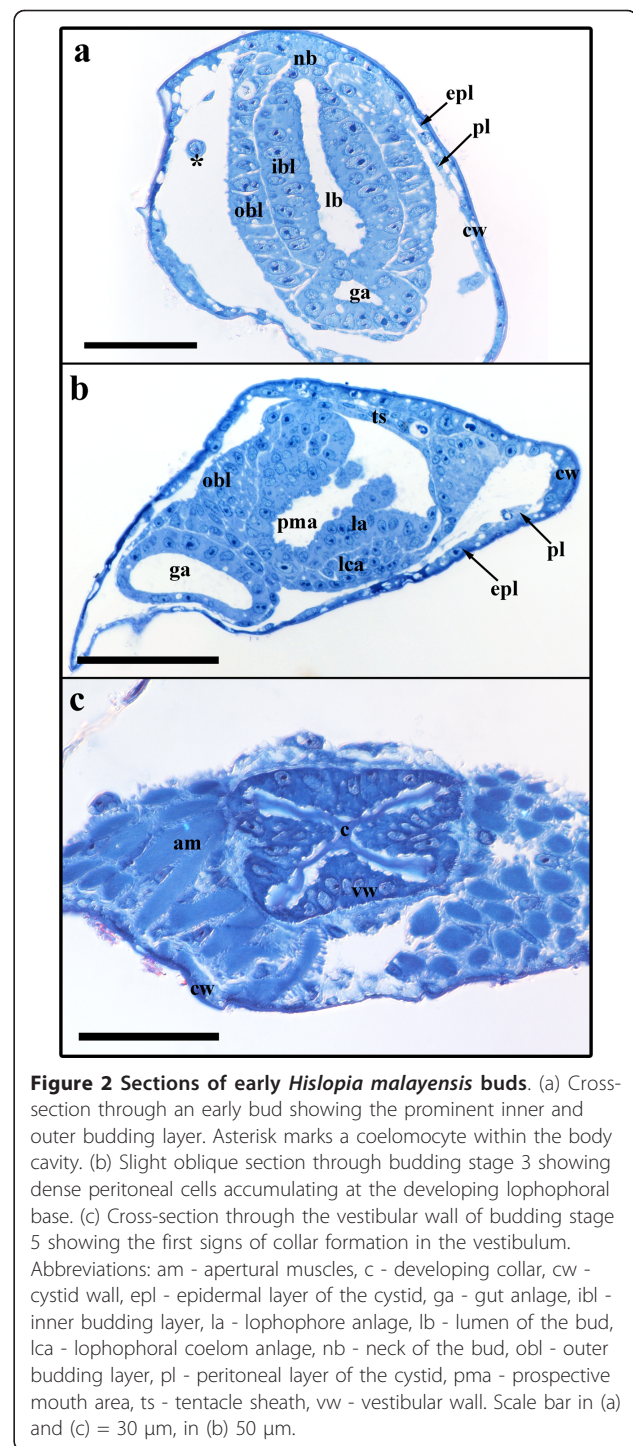 a
nb
epl
pl
*
ibl
obl
lb
cw
ga
b
ts
obl
cw
pma
la
pl
ga
lca
epl
c
am
c
vw
cw
Figure 2 Sections of early Hislopia malayensis buds. (a) Cross-
section through an early bud showing the prominent inner and
outer budding layer. Asterisk marks a coelomocyte within the body
cavity. (b) Slight oblique section through budding stage 3 showing
dense peritoneal cells accumulating at the developing lophophoral
base. (c) Cross-section through the vestibular wall of budding stage
5 showing the first signs of collar formation in the vestibulum.
Abbreviations: am - apertural muscles, c - developing collar, cw -
cystid wall, epl - epidermal layer of the cystid, ga - gut anlage, ibl -
inner budding layer, la - lophophore anlage, lb - lumen of the bud,
lca - lophophoral coelom anlage, nb - neck of the bud, obl - outer
budding layer, pl - peritoneal layer of the cystid, pma - prospective
mouth area, ts - tentacle sheath, vw - vestibular wall. Scale bar in (a)
and (c) = 30 μm, in (b) 50 μm.